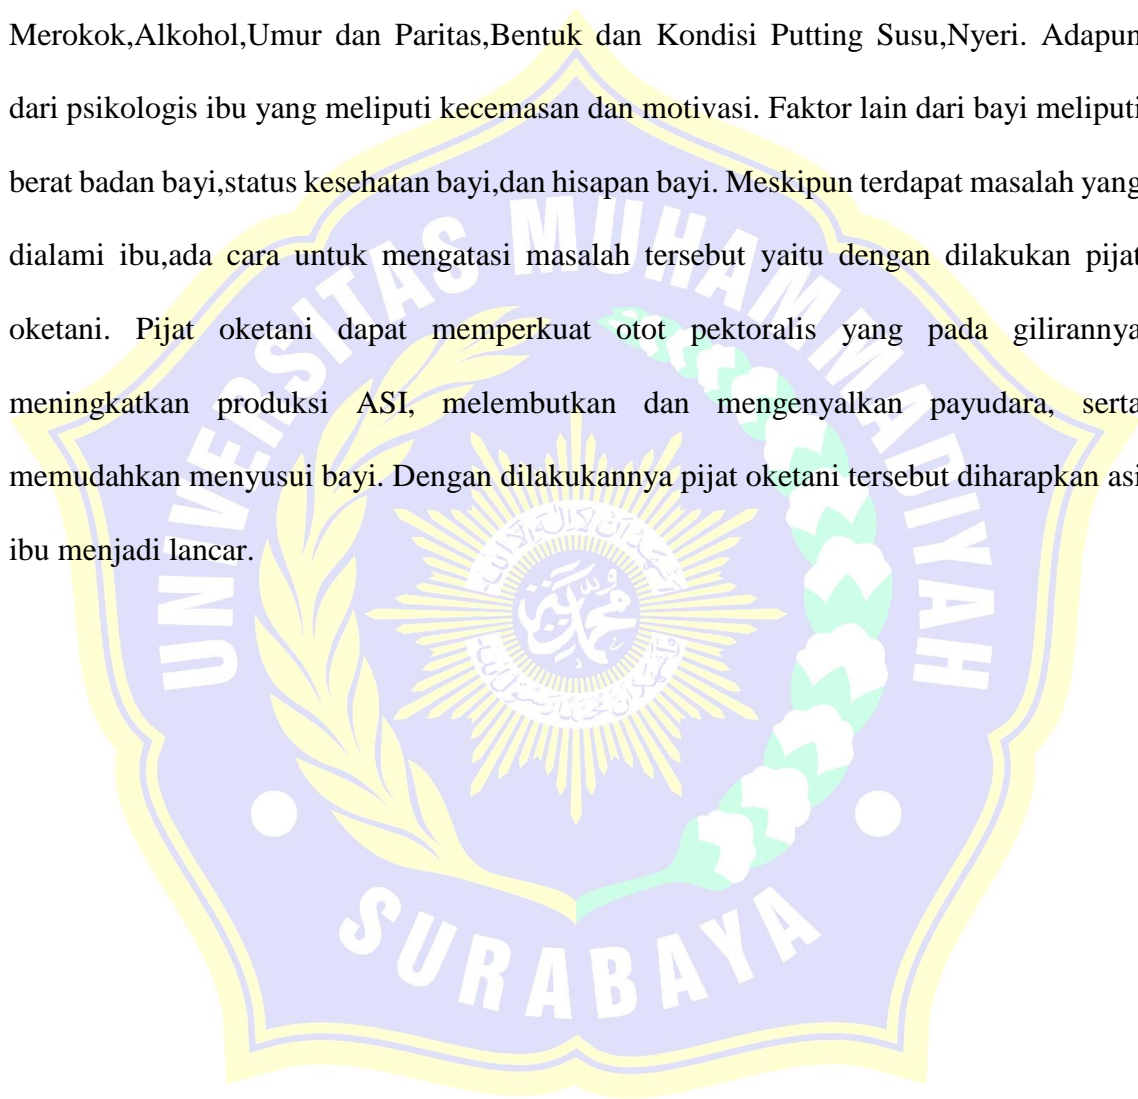 Merokok,Alkohol,Umur dan Paritas,Bentuk dan Kondisi Putting Susu,Nyeri. Adapun
dari psikologis ibu yang meliputi kecemasan dan motivasi. Faktor lain dari bayi meliputi
berat badan bayi,status kesehatan bayi,dan hisapan bayi. Meskipun terdapat masalah yang
dialami ibu,ada cara untuk mengatasi masalah tersebut yaitu dengan dilakukan pijat
oketani. Pijat oketani dapat memperkuat otot pektoralis yang pada gilirannya
meningkatkan produksi ASI, melembutkan dan mengenyalkan payudara, serta
memudahkan menyusui bayi. Dengan dilakukannya pijat oketani tersebut diharapkan asi
ibu menjadi lancar.
UNIVERSITAS MUHAMMADIYAH
SURABAYA